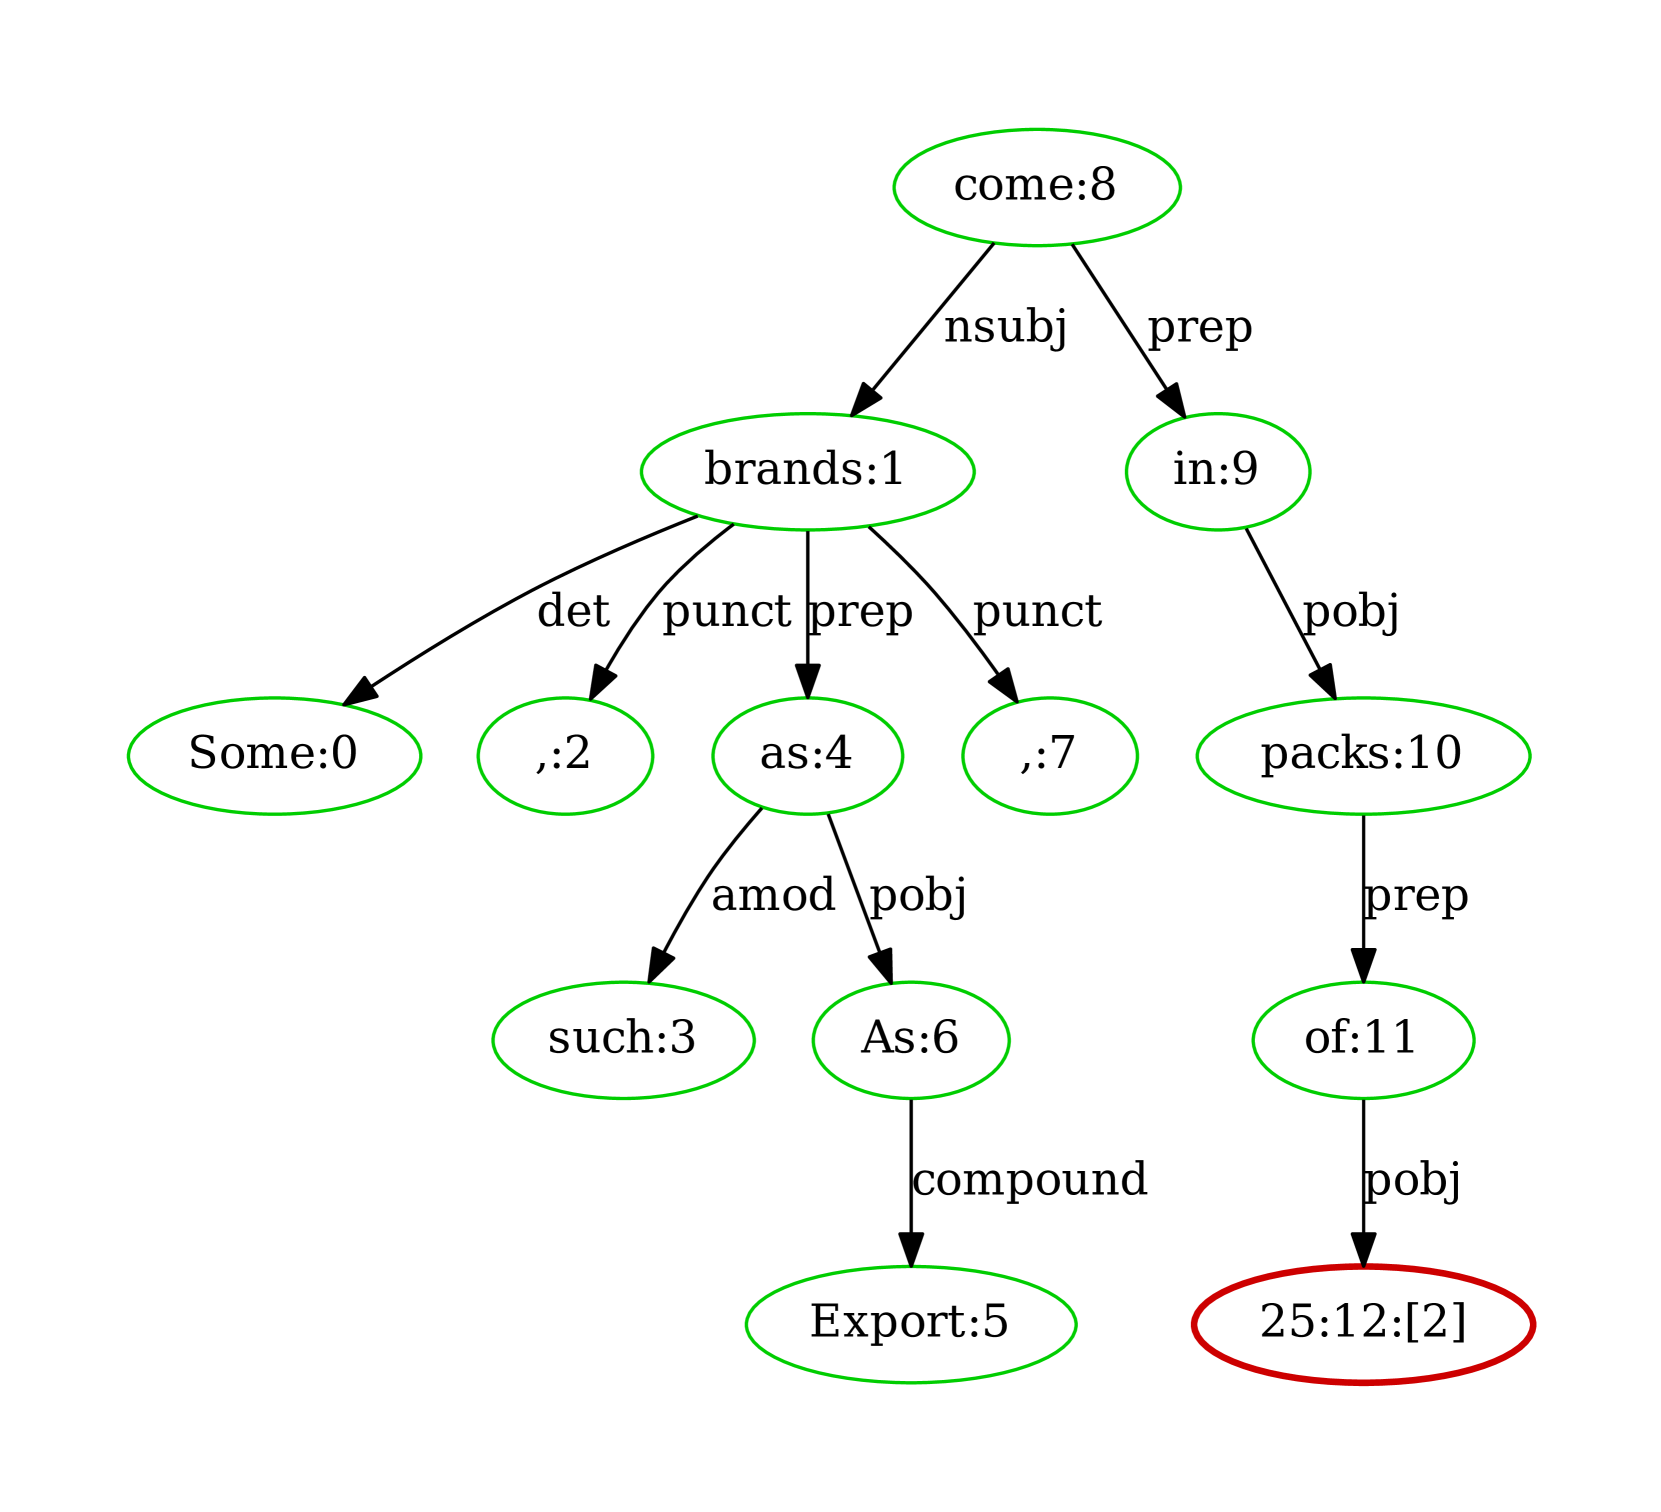 come:8
nsubj prep
brands:1 in:9
det punct prep punct pobj
Some:0 ,:2 as:4 ,:7 packs:10
amod pobj prep
such:3 As:6 of:11
compound pobj
Export:5 25:12:[2]